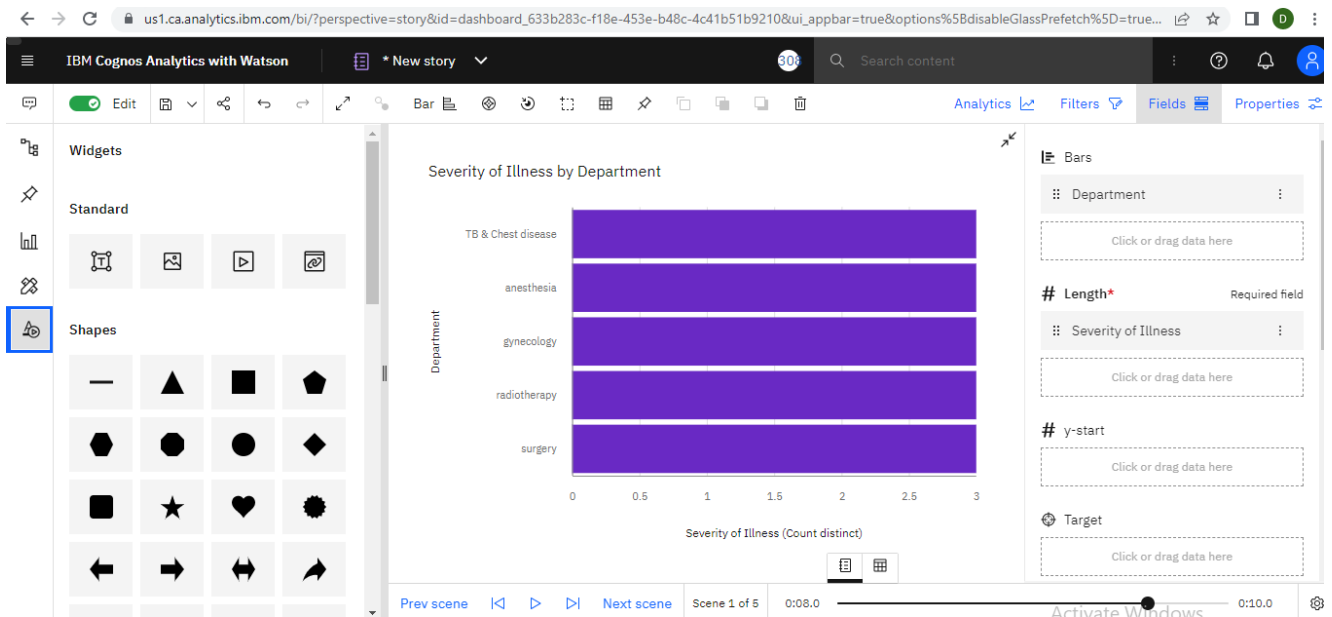 us1.ca.analytics.ibm.com/bi/?perspective=story&id=dashboard_633b283c-f18e-453e-b48c-4c41b51b9210&ui_appbar=true&options%5BdisableGlassPrefetch%5D=true...
D
IBM Cognos Analytics with Watson
* New story
308
Search content
Edit
Bar
Analytics
Filters
Fields
Properties
Widgets
Standard
Shapes
Severity of Illness by Department
Department
TB & Chest disease
anesthesia
gynecology
radiotherapy
surgery
0 0.5 1 1.5 2 2.5 3
Severity of Illness (Count distinct)
Bars
Department
Click or drag data here
# Length*
Required field
Severity of Illness
Click or drag data here
# y-start
Click or drag data here
Target
Click or drag data here
Prev scene
Next scene
Scene 1 of 5
0:08.0
0:10.0
Activate Windows